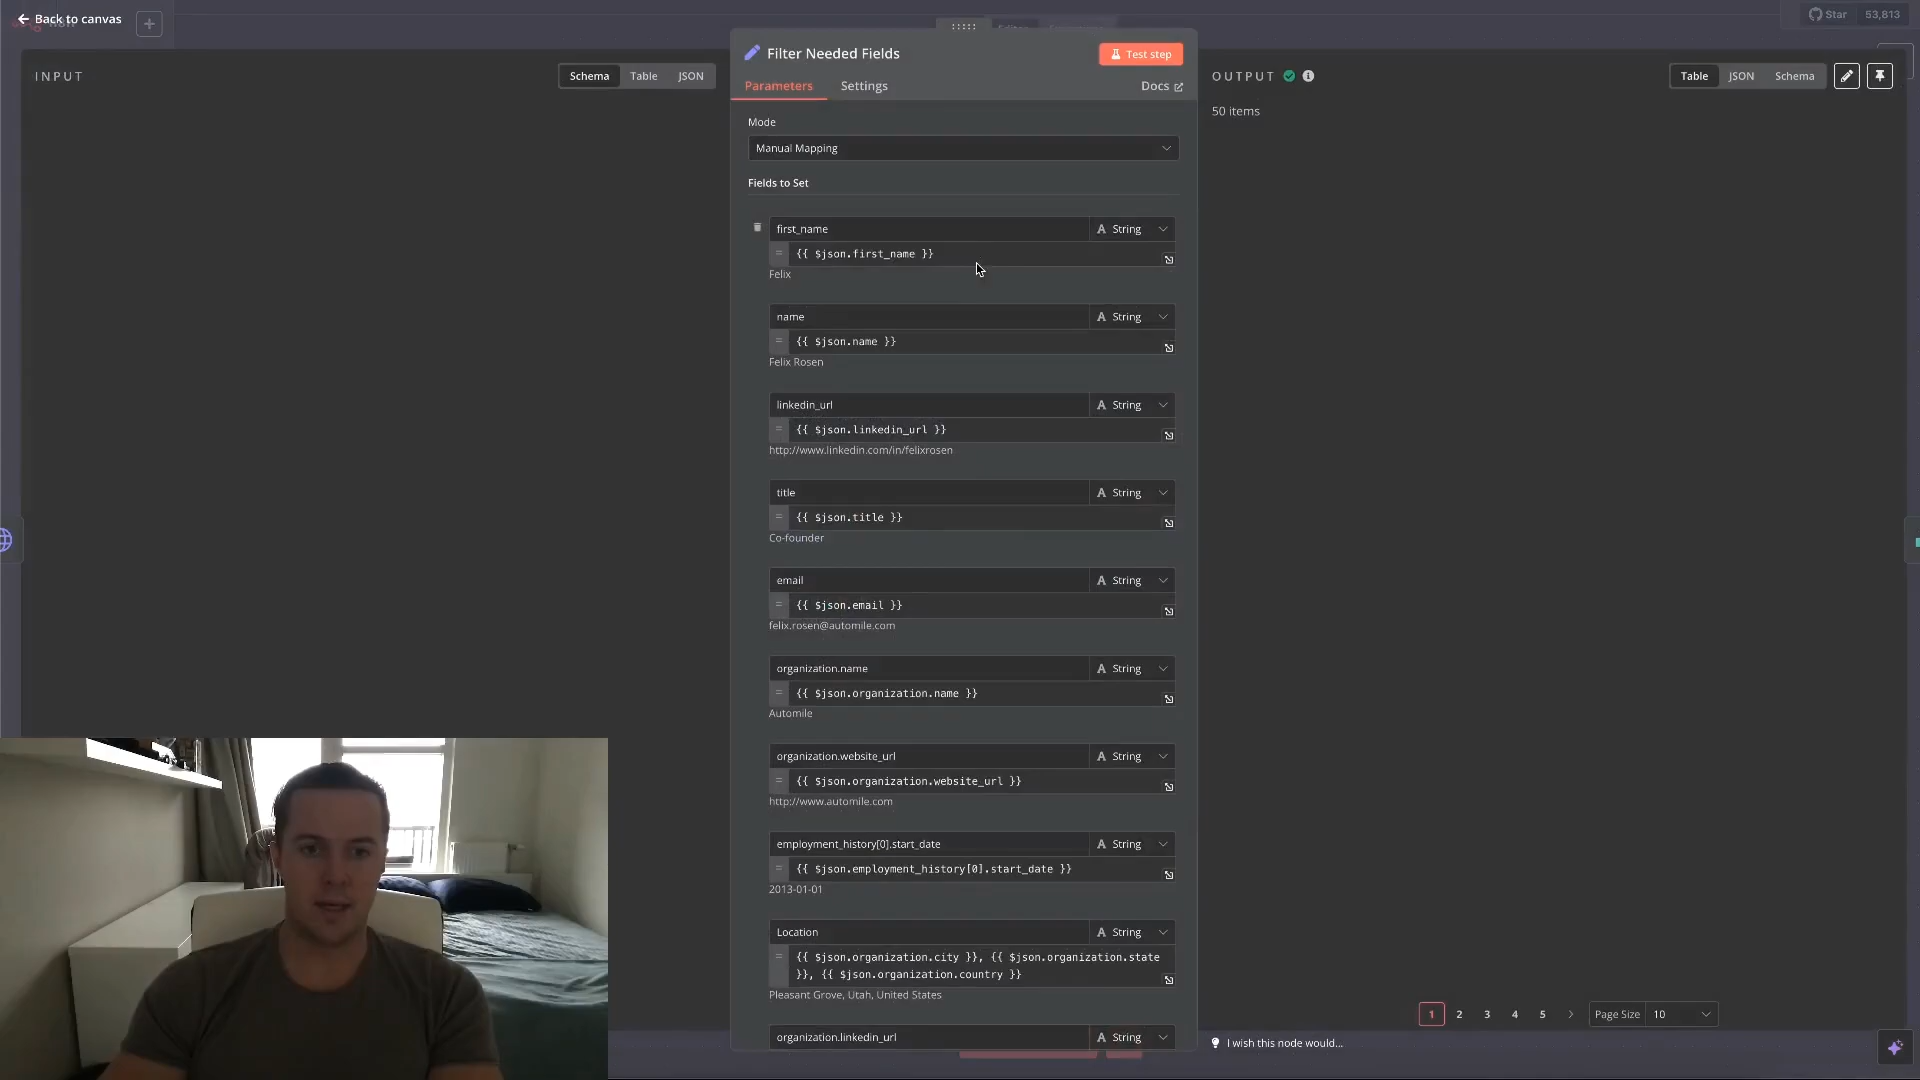 Back to canvas
Star 53,813
INPUT
Schema Table JSON
Filter Needed Fields
Test step
Parameters Settings Docs
Mode
Manual Mapping
Fields to Set
first_name A String
= {{ $json.first_name }}
Felix
name A String
= {{ $json.name }}
Felix Rosen
linkedin_url A String
= {{ $json.linkedin_url }}
http://www.linkedin.com/in/felixrosen
title A String
= {{ $json.title }}
Co-founder
email A String
= {{ $json.email }}
felix.rosen@automile.com
organization.name A String
= {{ $json.organization.name }}
Automile
organization.website_url A String
= {{ $json.organization.website_url }}
http://www.automile.com
employment_history[0].start_date A String
= {{ $json.employment_history[0].start_date }}
2013-01-01
Location A String
= {{ $json.organization.city }}, {{ $json.organization.state
}}, {{ $json.organization.country }}
Pleasant Grove, Utah, United States
organization.linkedin_url A String
OUTPUT
Table JSON Schema
50 items
1 2 3 4 5 Page Size 10
I wish this node would...